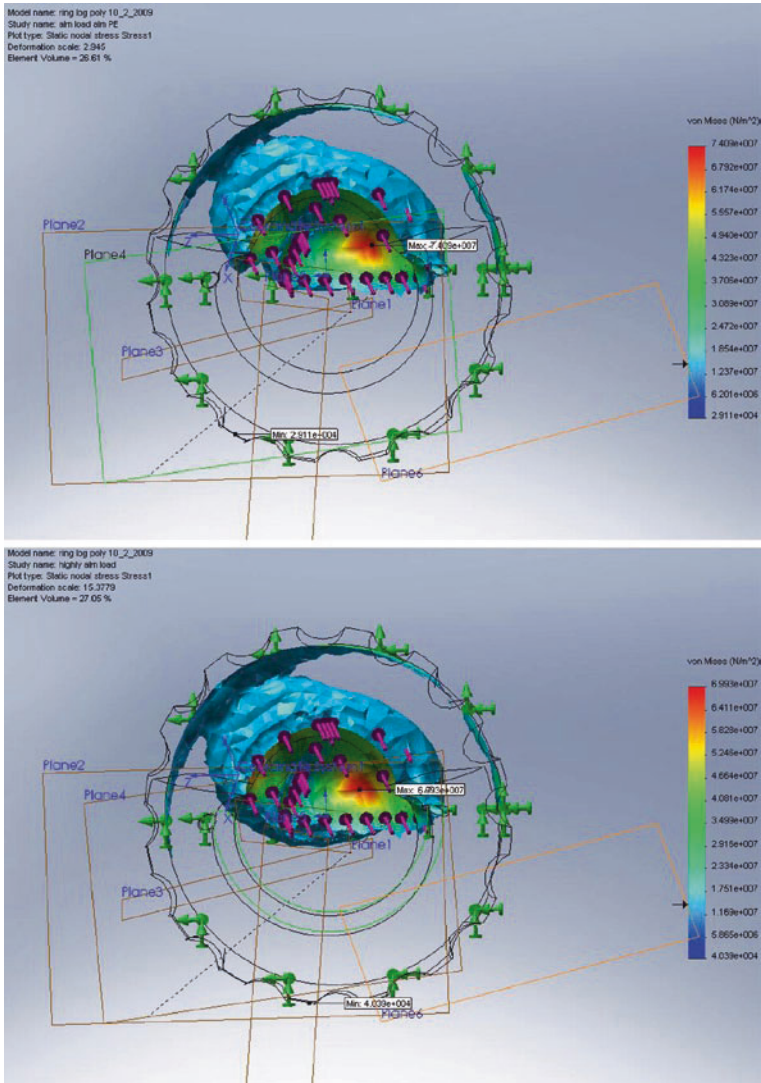 Model name: ring log poly 10_2_2009
Study name: alm load alm PE
Plot type: Static nodal stress Stress1
Deformation scale: 2.945
Element Volume = 26.61 %
von Mises (N/m^2)
7.409e+007
6.792e+007
6.174e+007
5.557e+007
4.940e+007
4.323e+007
3.706e+007
3.089e+007
2.472e+007
1.854e+007
1.237e+007
6.201e+006
2.911e+004
Plane2
Plane4
Z
X
Max: 7.409e+007
Plane1
Plane3
Min: 2.911e+004
Plane6
Model name: ring log poly 10_2_2009
Study name: highly alm load
Plot type: Static nodal stress Stress1
Deformation scale: 15.3779
Element Volume = 27.05 %
von Mises (N/m^2)
6.993e+007
6.411e+007
5.828e+007
5.246e+007
4.664e+007
4.081e+007
3.499e+007
2.915e+007
2.334e+007
1.751e+007
1.169e+007
5.865e+006
4.039e+004
Plane2
Plane4
Z
X
Max: 6.993e+007
Plane1
Plane3
Min: 4.039e+004
Plane6